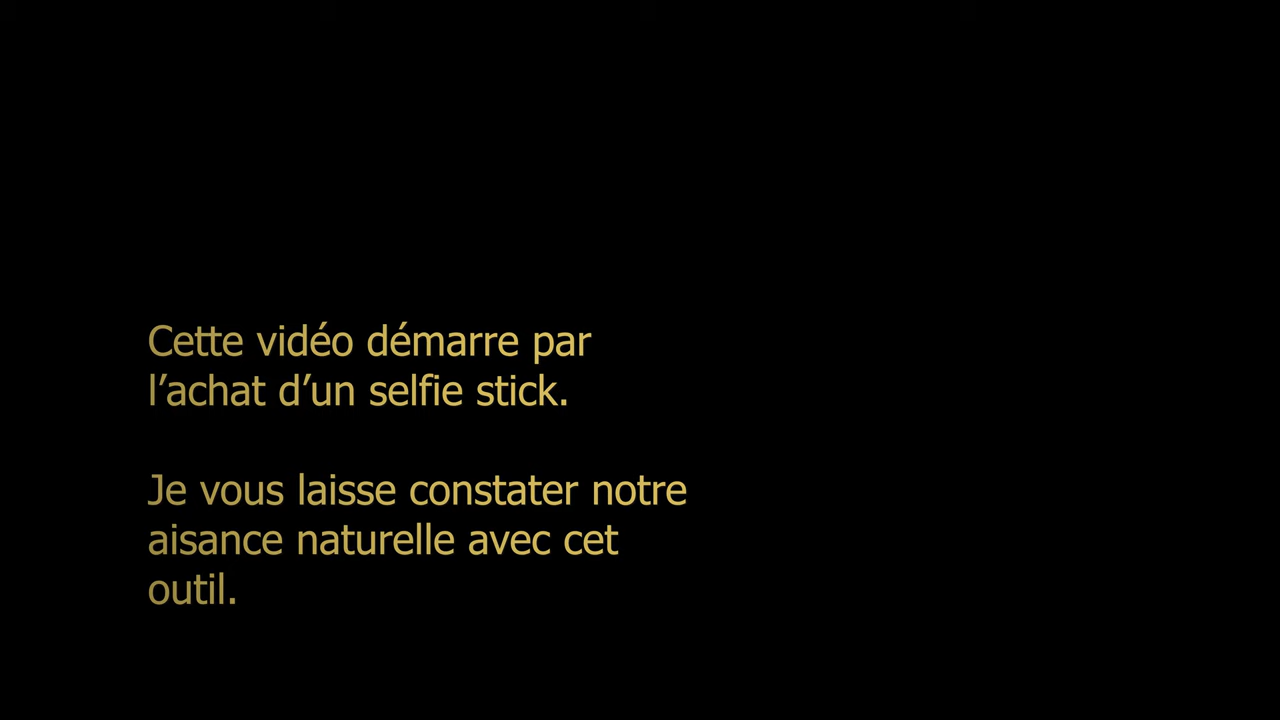 Cette vidéo démarre par
l’achat d’un selfie stick.
Je vous laisse constater notre
aisance naturelle avec cet
outil.